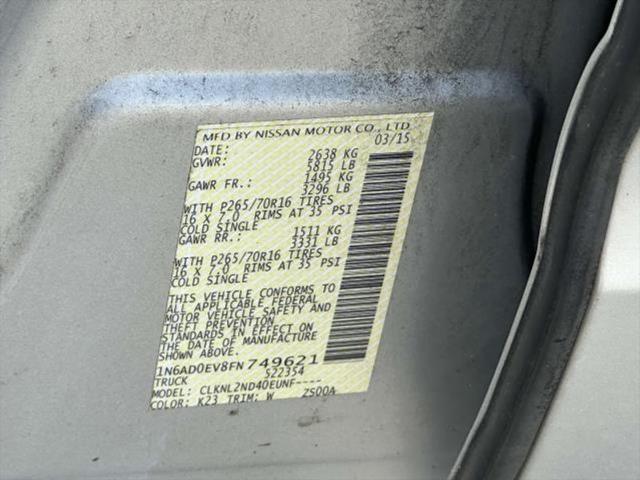 MFD BY NISSAN MOTOR CO., LTD
DATE: 03/15
GVWR: 2638 KG
5815 LB
GAWR FR.: 1495 KG
3296 LB
WITH P265/70R16 TIRES
16 X 7.0 RIMS AT 35 PSI
COLD SINGLE
GAWR RR.: 1511 KG
3331 LB
WITH P265/70R16 TIRES
16 X 7.0 RIMS AT 35 PSI
COLD SINGLE
THIS VEHICLE CONFORMS TO
ALL APPLICABLE FEDERAL
MOTOR VEHICLE SAFETY AND
THEFT PREVENTION
STANDARDS IN EFFECT ON
THE DATE OF MANUFACTURE
SHOWN ABOVE.
1N6AD0EV8FN 749621
TRUCK 522354
MODEL: CLKNL2ND40EUNF----
COLOR: K23 TRIM: W ZS00A